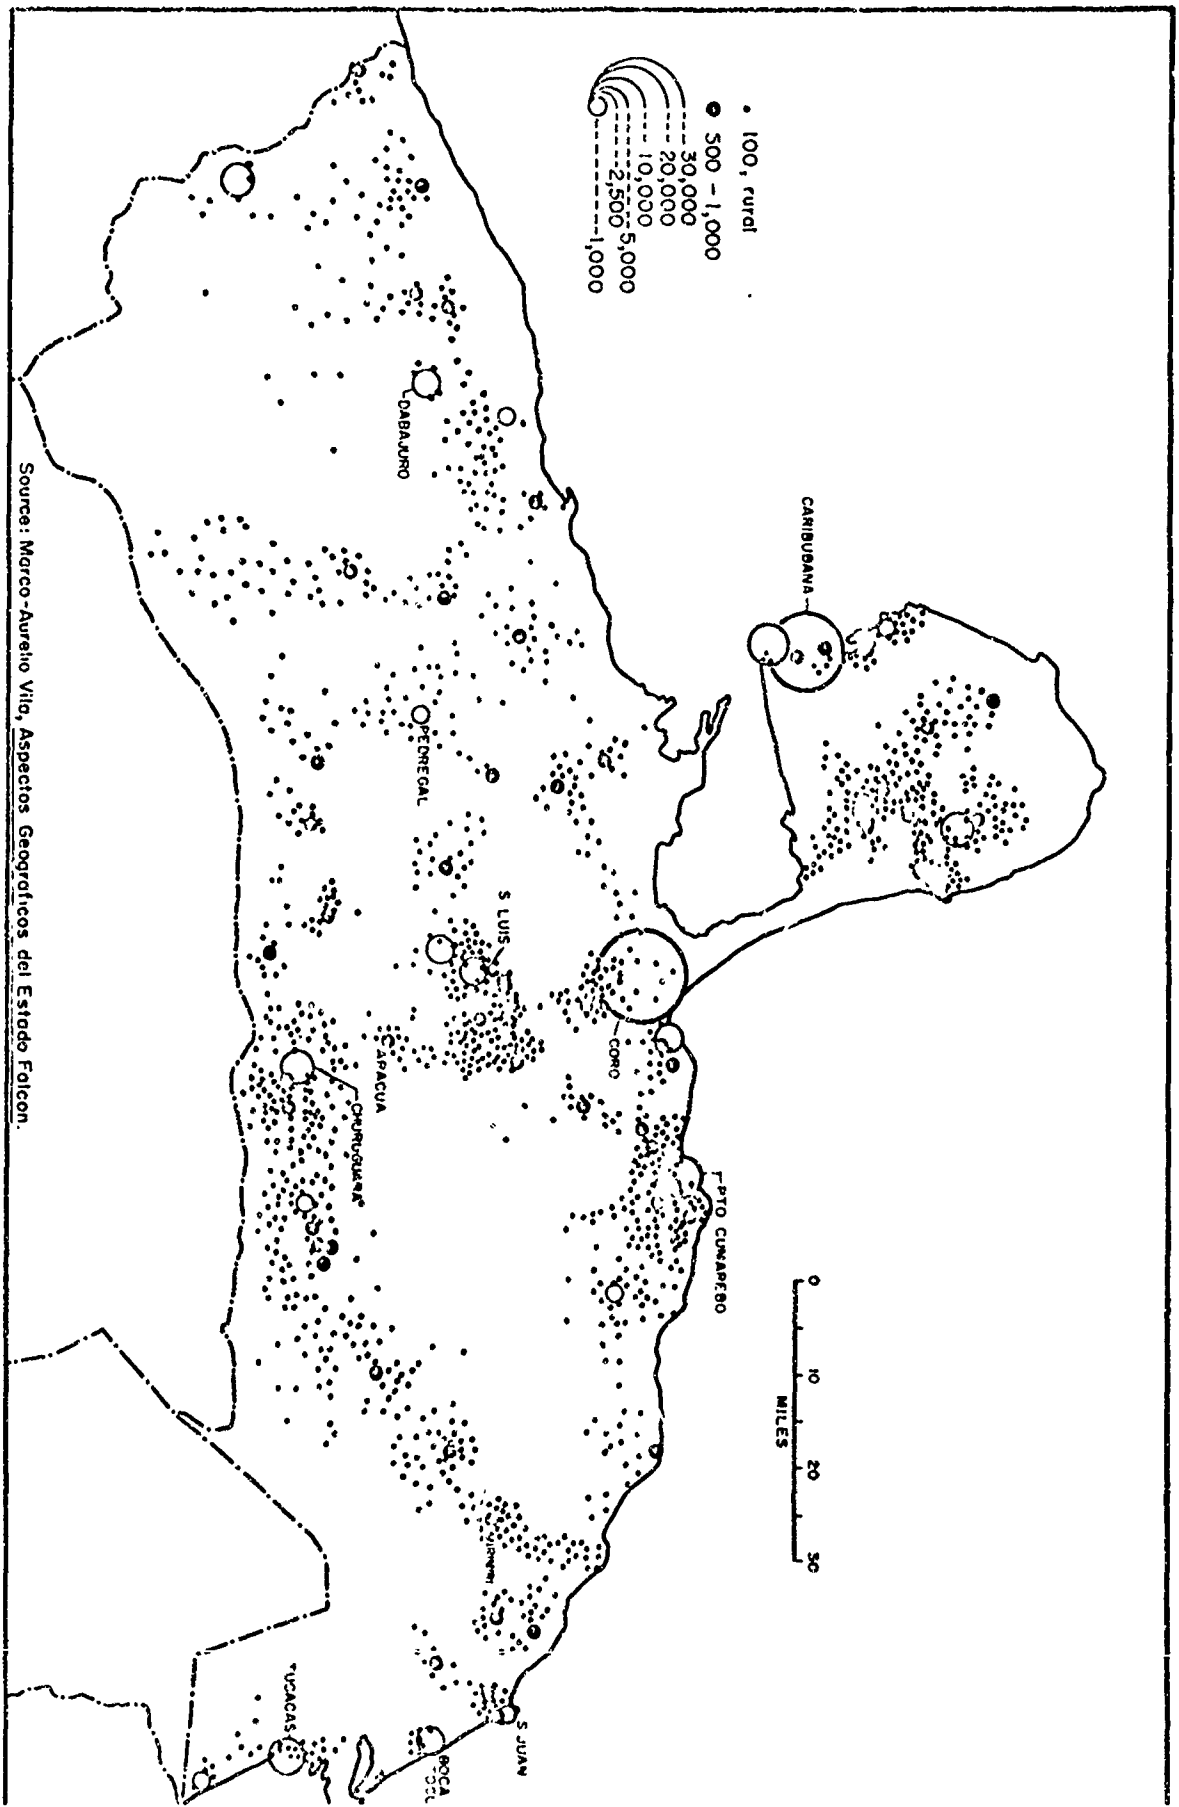 • 100, rural
500 - 1,000
30,000
20,000
10,000
5,000
2,500
1,000
CARIBUBANA
DABAJURO
PEDREGAL
S LUIS
CORO
APACUA
CHURUGUARA
PTO CUMAREBO
0 10 20 30
MILES
S JUAN
BOCA
TUCACAS
Source: Marco-Aurelio Vila, Aspectos Geograficos del Estado Falcon.